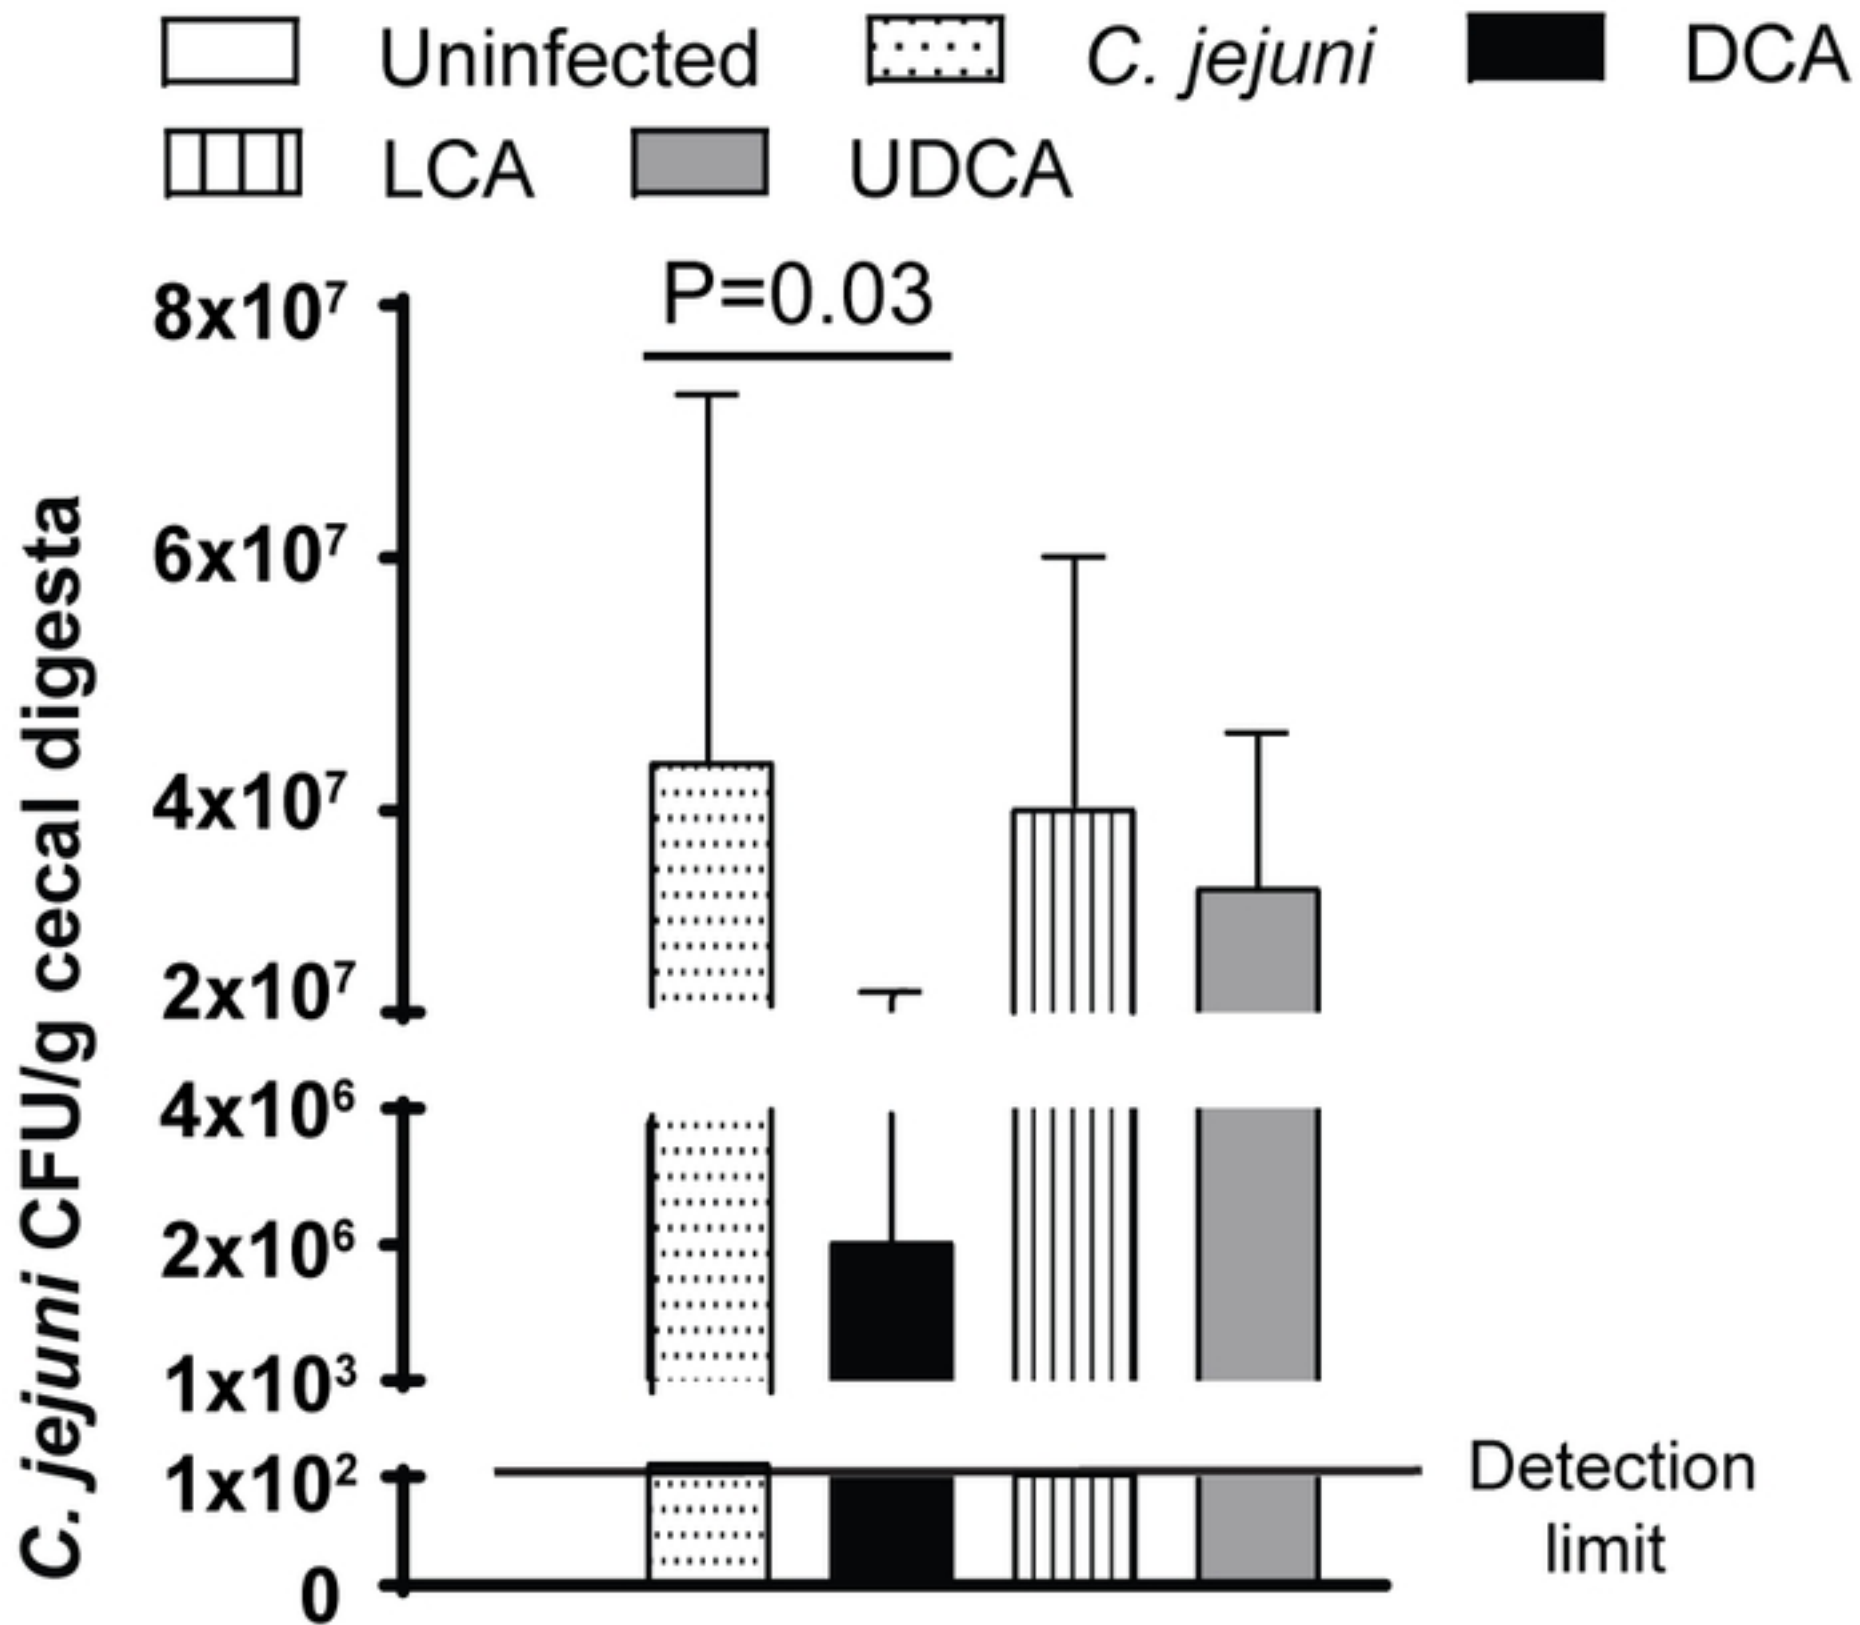 Uninfected C. jejuni DCA
LCA UDCA
P=0.03
8x10⁷
6x10⁷
4x10⁷
2x10⁷
4x10⁶
2x10⁶
1x10³
1x10²
0
C. jejuni CFU/g cecal digesta
Detection
limit